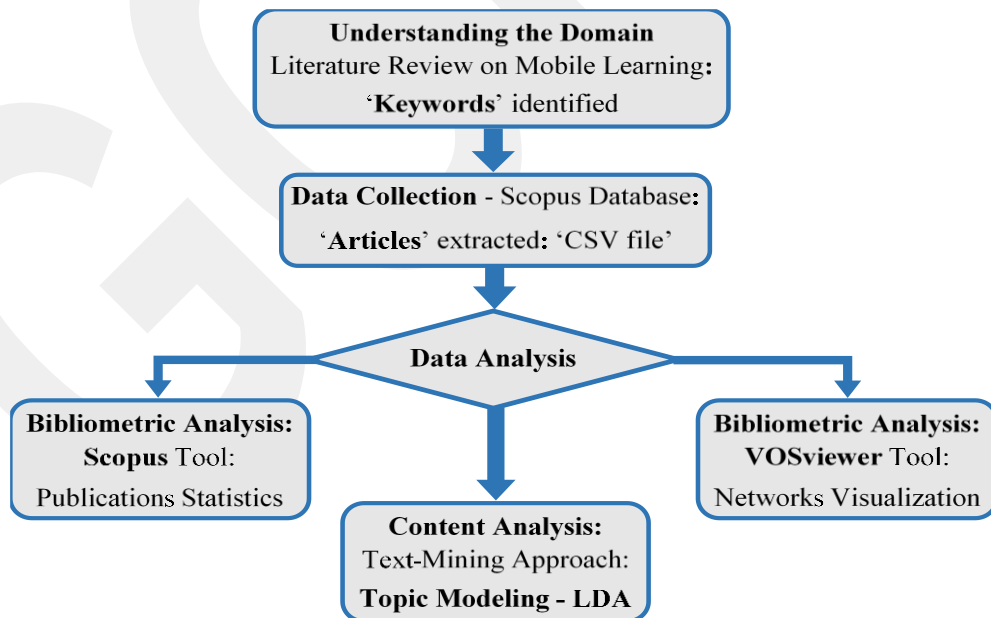 Understanding the Domain
Literature Review on Mobile Learning:
‘Keywords’ identified
Data Collection - Scopus Database:
‘Articles’ extracted: ‘CSV file’
Data Analysis
Bibliometric Analysis:
Scopus Tool:
Publications Statistics
Content Analysis:
Text-Mining Approach:
Topic Modeling - LDA
Bibliometric Analysis:
VOSviewer Tool:
Networks Visualization